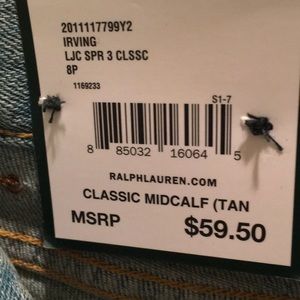 2011117799Y2
IRVING
LJC SPR 3 CLSSC
8P
1169233
S1-7
8 85032 16064 5
RALPHLAUREN.COM
CLASSIC MIDCALF (TAN
MSRP $59.50